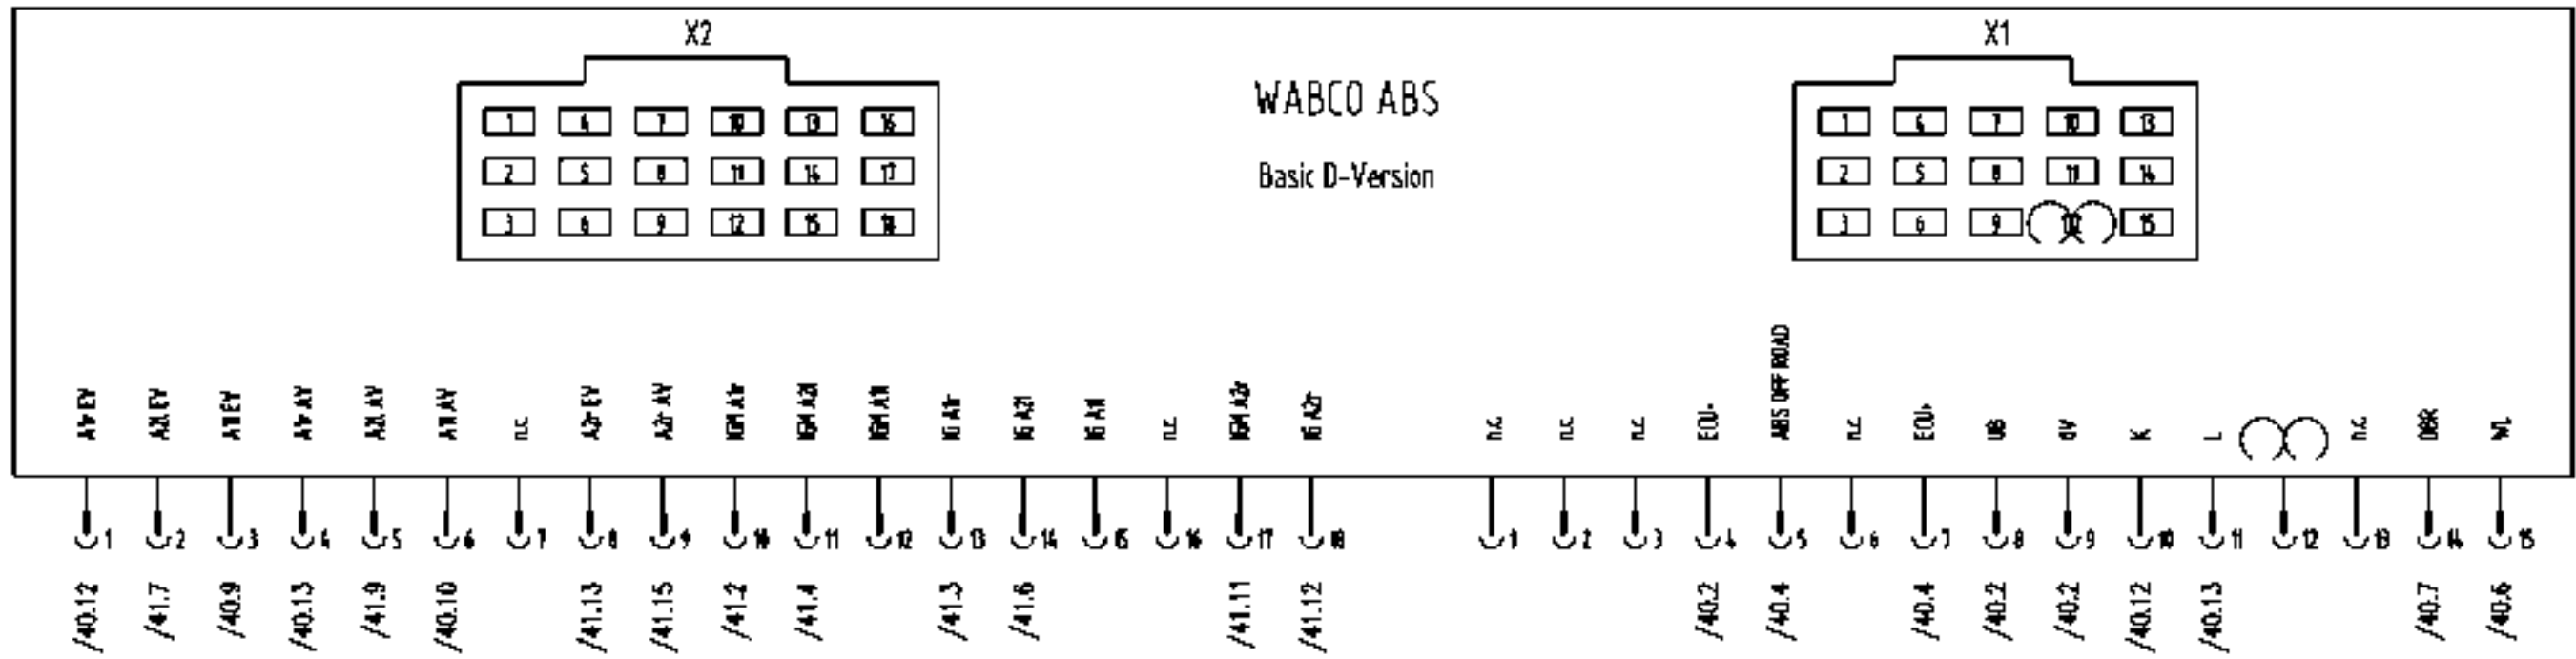 X2
X1
WABCO ABS
Basic D-Version
1 4 7 10 13 16
2 5 8 11 14 17
3 6 9 12 15 18
1 4 7 10 13
2 5 8 11 14
3 6 9 15
A1r EV
A2l EV
A1l EV
A1r AV
A2l AV
A1l AV
n.c.
A2r EV
A2r AV
IGM A1r
IGM A2l
IGM A1l
IG A1r
IG A2l
IG A1l
n.c.
IGM A2r
IG A2r
n.c.
n.c.
n.c.
ECU-
ABS OFF ROAD
n.c.
ECU+
UB
K
L
n.c.
DBR
WL
1 2 3 4 5 6 7 8 9 10 11 12 13 14 15 16 17 18
1 2 3 4 5 6 7 8 9 10 11 12 13 14 15
/40.12
/41.7
/40.9
/40.13
/41.9
/40.10
/41.13
/41.15
/41.2
/41.4
/41.3
/41.6
/41.11
/41.12
/40.2
/40.4
/40.4
/40.2
/40.2
/40.12
/40.13
/40.7
/40.6